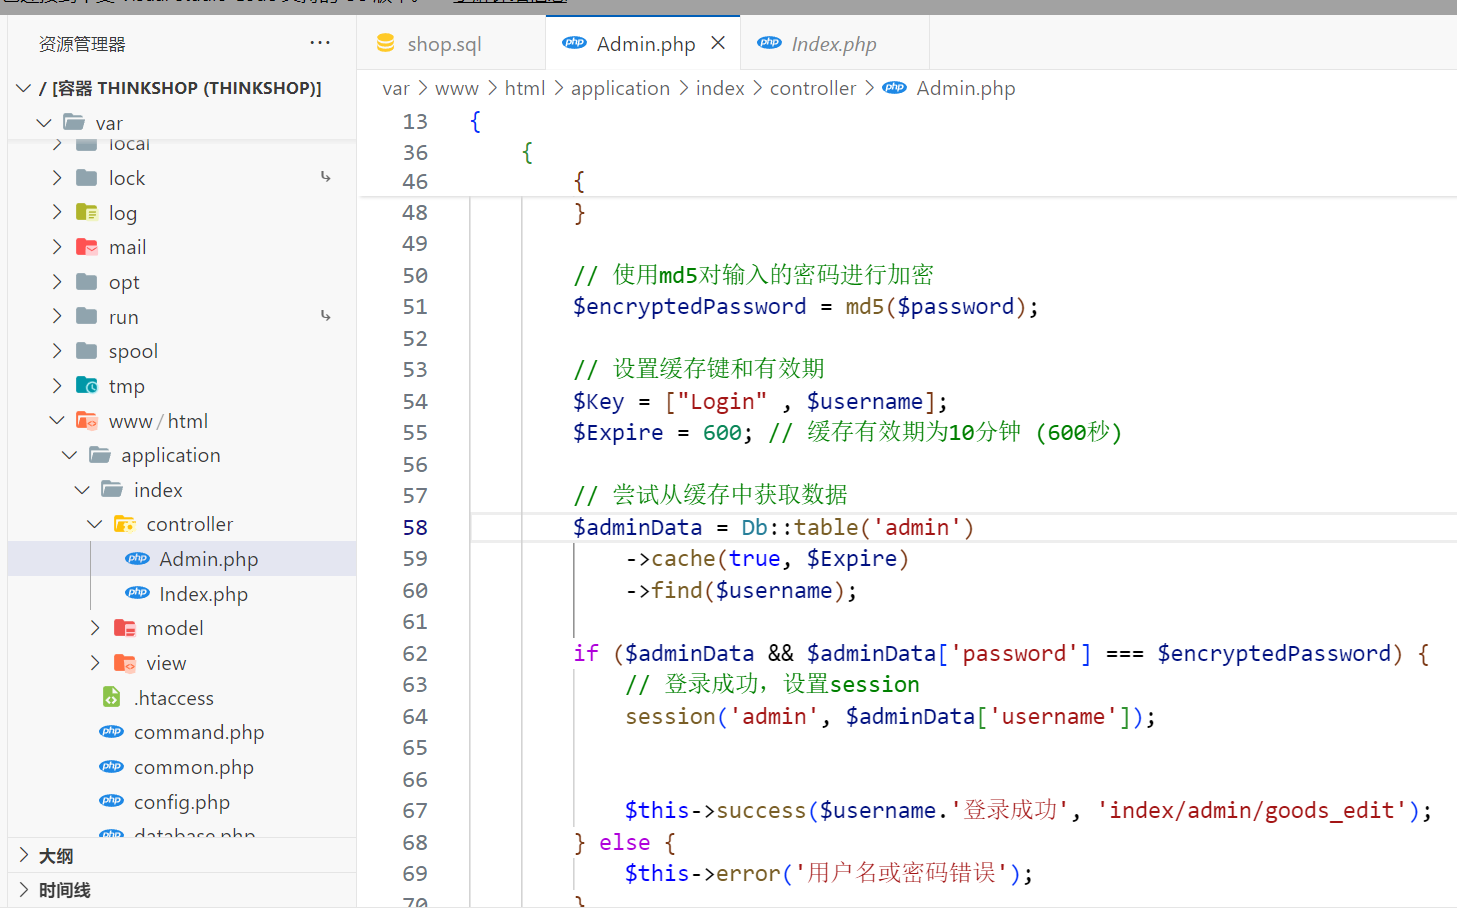 资源管理器
shop.sql
Admin.php
Index.php
/ [容器 THINKSHOP (THINKSHOP)]
var
local
lock
log
mail
opt
run
spool
tmp
www / html
application
index
controller
Admin.php
Index.php
model
view
.htaccess
command.php
common.php
config.php
database.php
大纲
时间线
var > www > html > application > index > controller > Admin.php
13 {
36 {
46 {
48 }
49
50 // 使用md5对输入的密码进行加密
51 $encryptedPassword = md5($password);
52
53 // 设置缓存键和有效期
54 $Key = ["Login" , $username];
55 $Expire = 600; // 缓存有效期为10分钟 (600秒)
56
57 // 尝试从缓存中获取数据
58 $adminData = Db::table('admin')
59 ->cache(true, $Expire)
60 ->find($username);
61
62 if ($adminData && $adminData['password'] === $encryptedPassword) {
63 // 登录成功，设置session
64 session('admin', $adminData['username']);
65
66
67 $this->success($username.'登录成功', 'index/admin/goods_edit');
68 } else {
69 $this->error('用户名或密码错误');
70 }